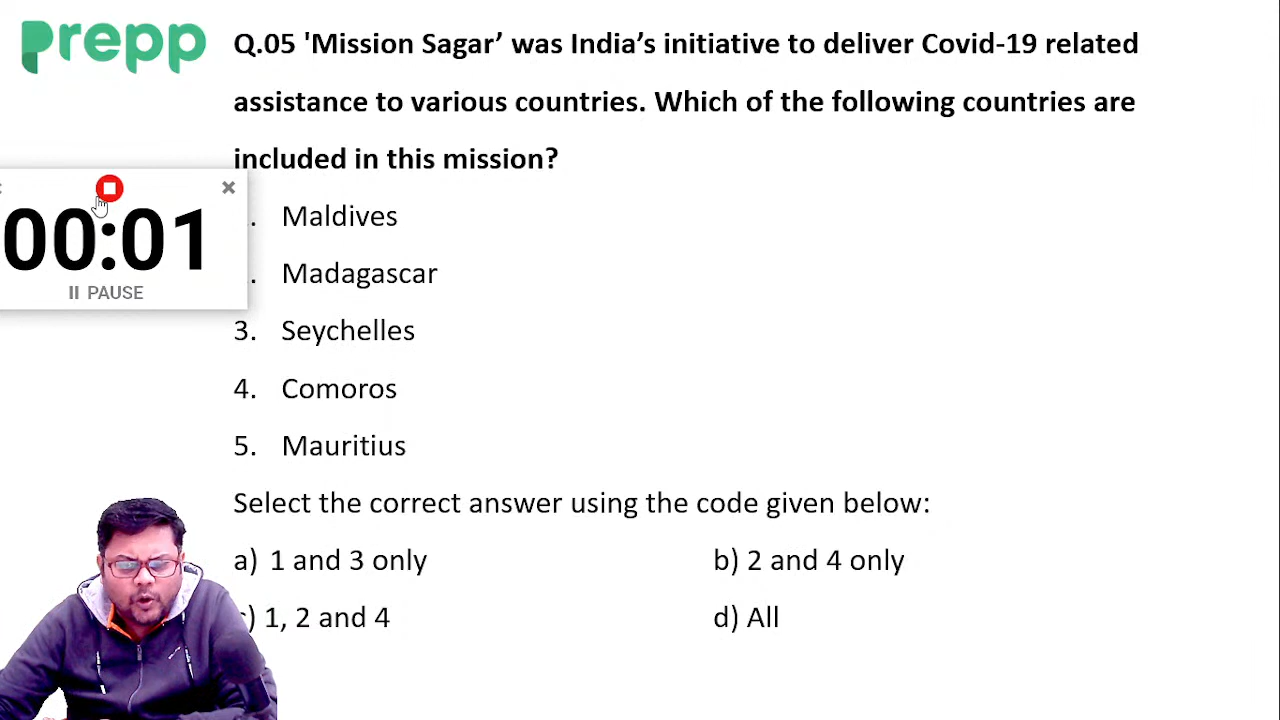 prepp
Q.05 'Mission Sagar’ was India’s initiative to deliver Covid-19 related
assistance to various countries. Which of the following countries are
included in this mission?
00:01
PAUSE
Maldives
Madagascar
3. Seychelles
4. Comoros
5. Mauritius
Select the correct answer using the code given below:
a) 1 and 3 only
b) 2 and 4 only
) 1, 2 and 4
d) All